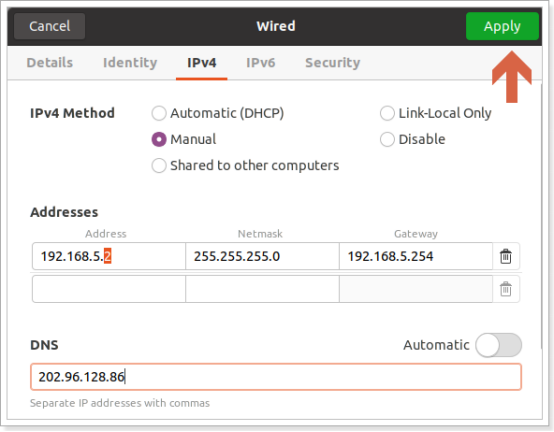 Cancel Wired Apply
Details Identity IPv4 IPv6 Security
IPv4 Method Automatic (DHCP) Link-Local Only
Manual Disable
Shared to other computers
Addresses
Address Netmask Gateway
192.168.5.2 255.255.255.0 192.168.5.254
DNS Automatic
202.96.128.86
Separate IP addresses with commas